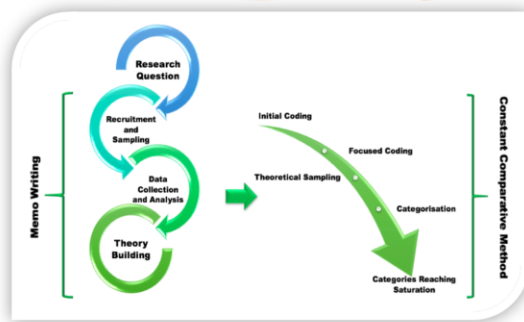 Memo Writing
Research
Question
Recruitment
and
Sampling
Data
Collection
and Analysis
Theory
Building
Initial Coding
Focused Coding
Theoretical Sampling
Categorisation
Categories Reaching
Saturation
Constant Comparative Method